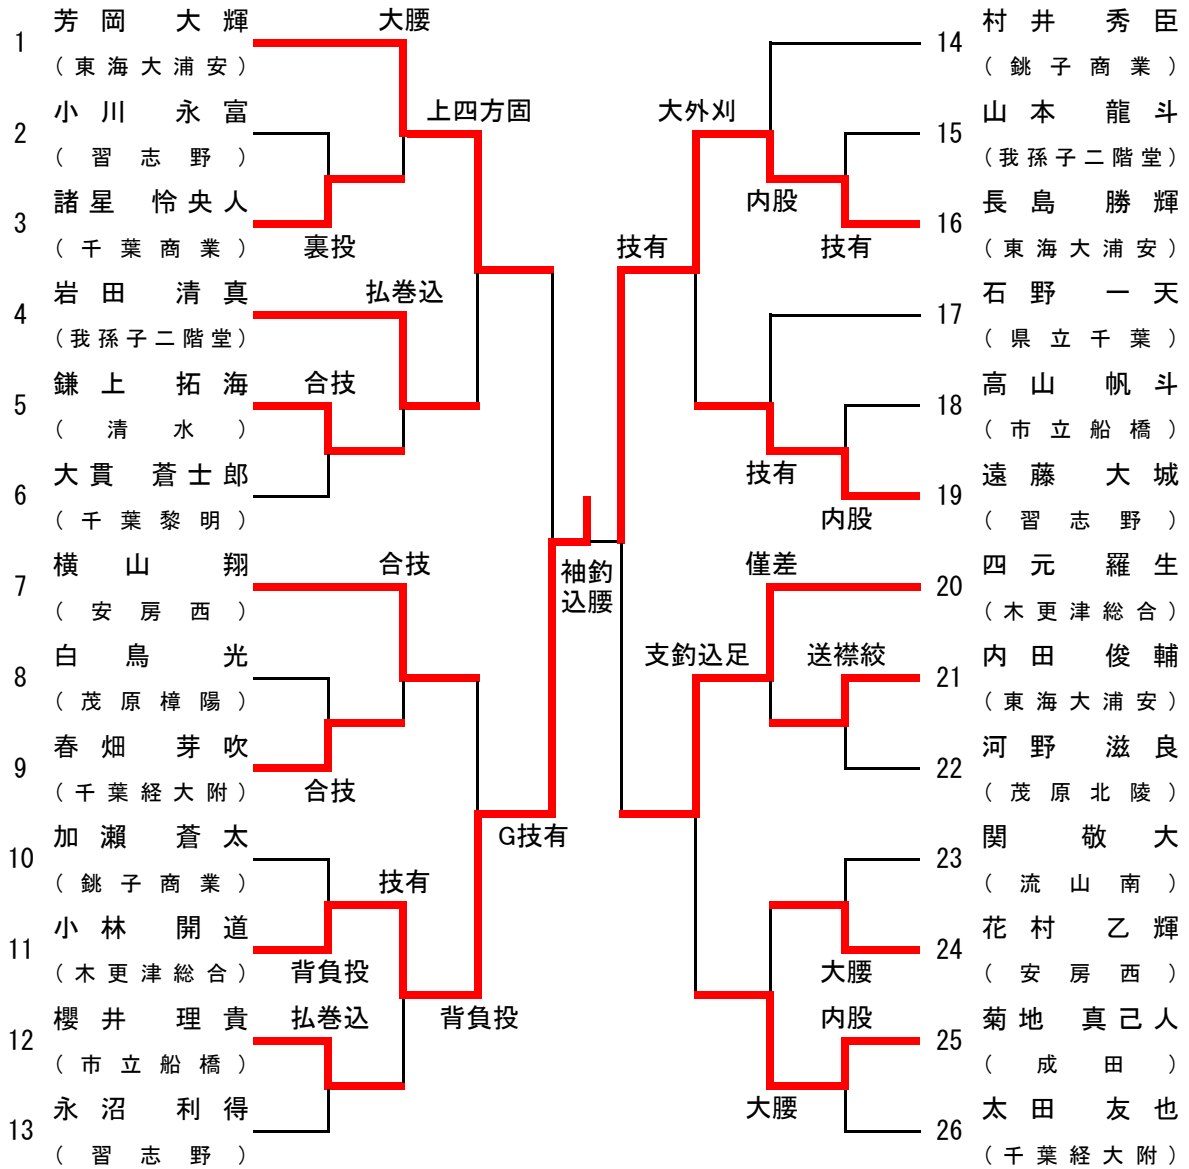 芳岡 大輝
1
(東海大浦安)
小川 永富
2
(習志野)
諸星 怜央人
3
(千葉商業)
岩田 清真
4
(我孫子二階堂)
鎌上 拓海
5
(清水)
大貫 蒼士郎
6
(千葉黎明)
横山 翔
7
(安房西)
白鳥 光
8
(茂原樟陽)
春畑 芽吹
9
(千葉経大附)
加瀬 蒼太
10
(銚子商業)
小林 開道
11
(木更津総合)
櫻井 理貴
12
(市立船橋)
永沼 利得
13
(習志野)
大腰
上四方固
裏投
払巻込
合技
合技
合技
G技有
技有
背負投
払巻込
背負投
袖釣
込腰
技有
大外刈
内股
技有
技有
内股
僅差
支釣込足
送襟絞
大腰
内股
大腰
村井 秀臣
14
(銚子商業)
山本 龍斗
15
(我孫子二階堂)
長島 勝輝
16
(東海大浦安)
石野 一天
17
(県立千葉)
高山 帆斗
18
(市立船橋)
遠藤 大城
19
(習志野)
四元 羅生
20
(木更津総合)
内田 俊輔
21
(東海大浦安)
河野 滋良
22
(茂原北陵)
関 敬大
23
(流山南)
花村 乙輝
24
(安房西)
菊地 真己人
25
(成田)
太田 友也
26
(千葉経大附)